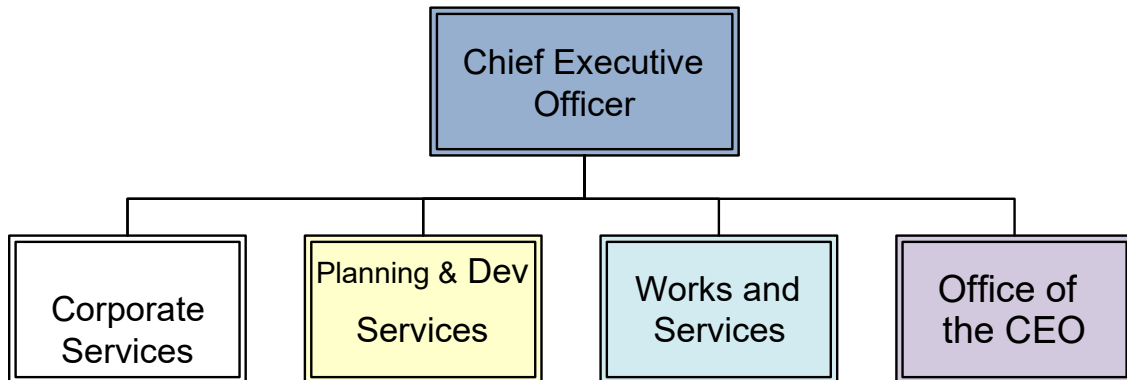 Chief Executive
Officer
Corporate
Services
Planning & Dev
Services
Works and
Services
Office of
the CEO